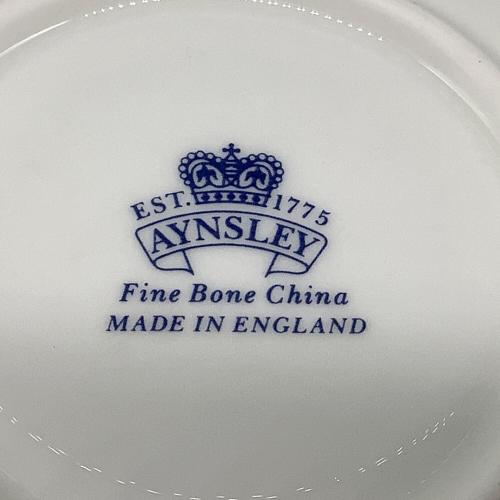 EST. 1775
AYNSLEY
Fine Bone China
MADE IN ENGLAND